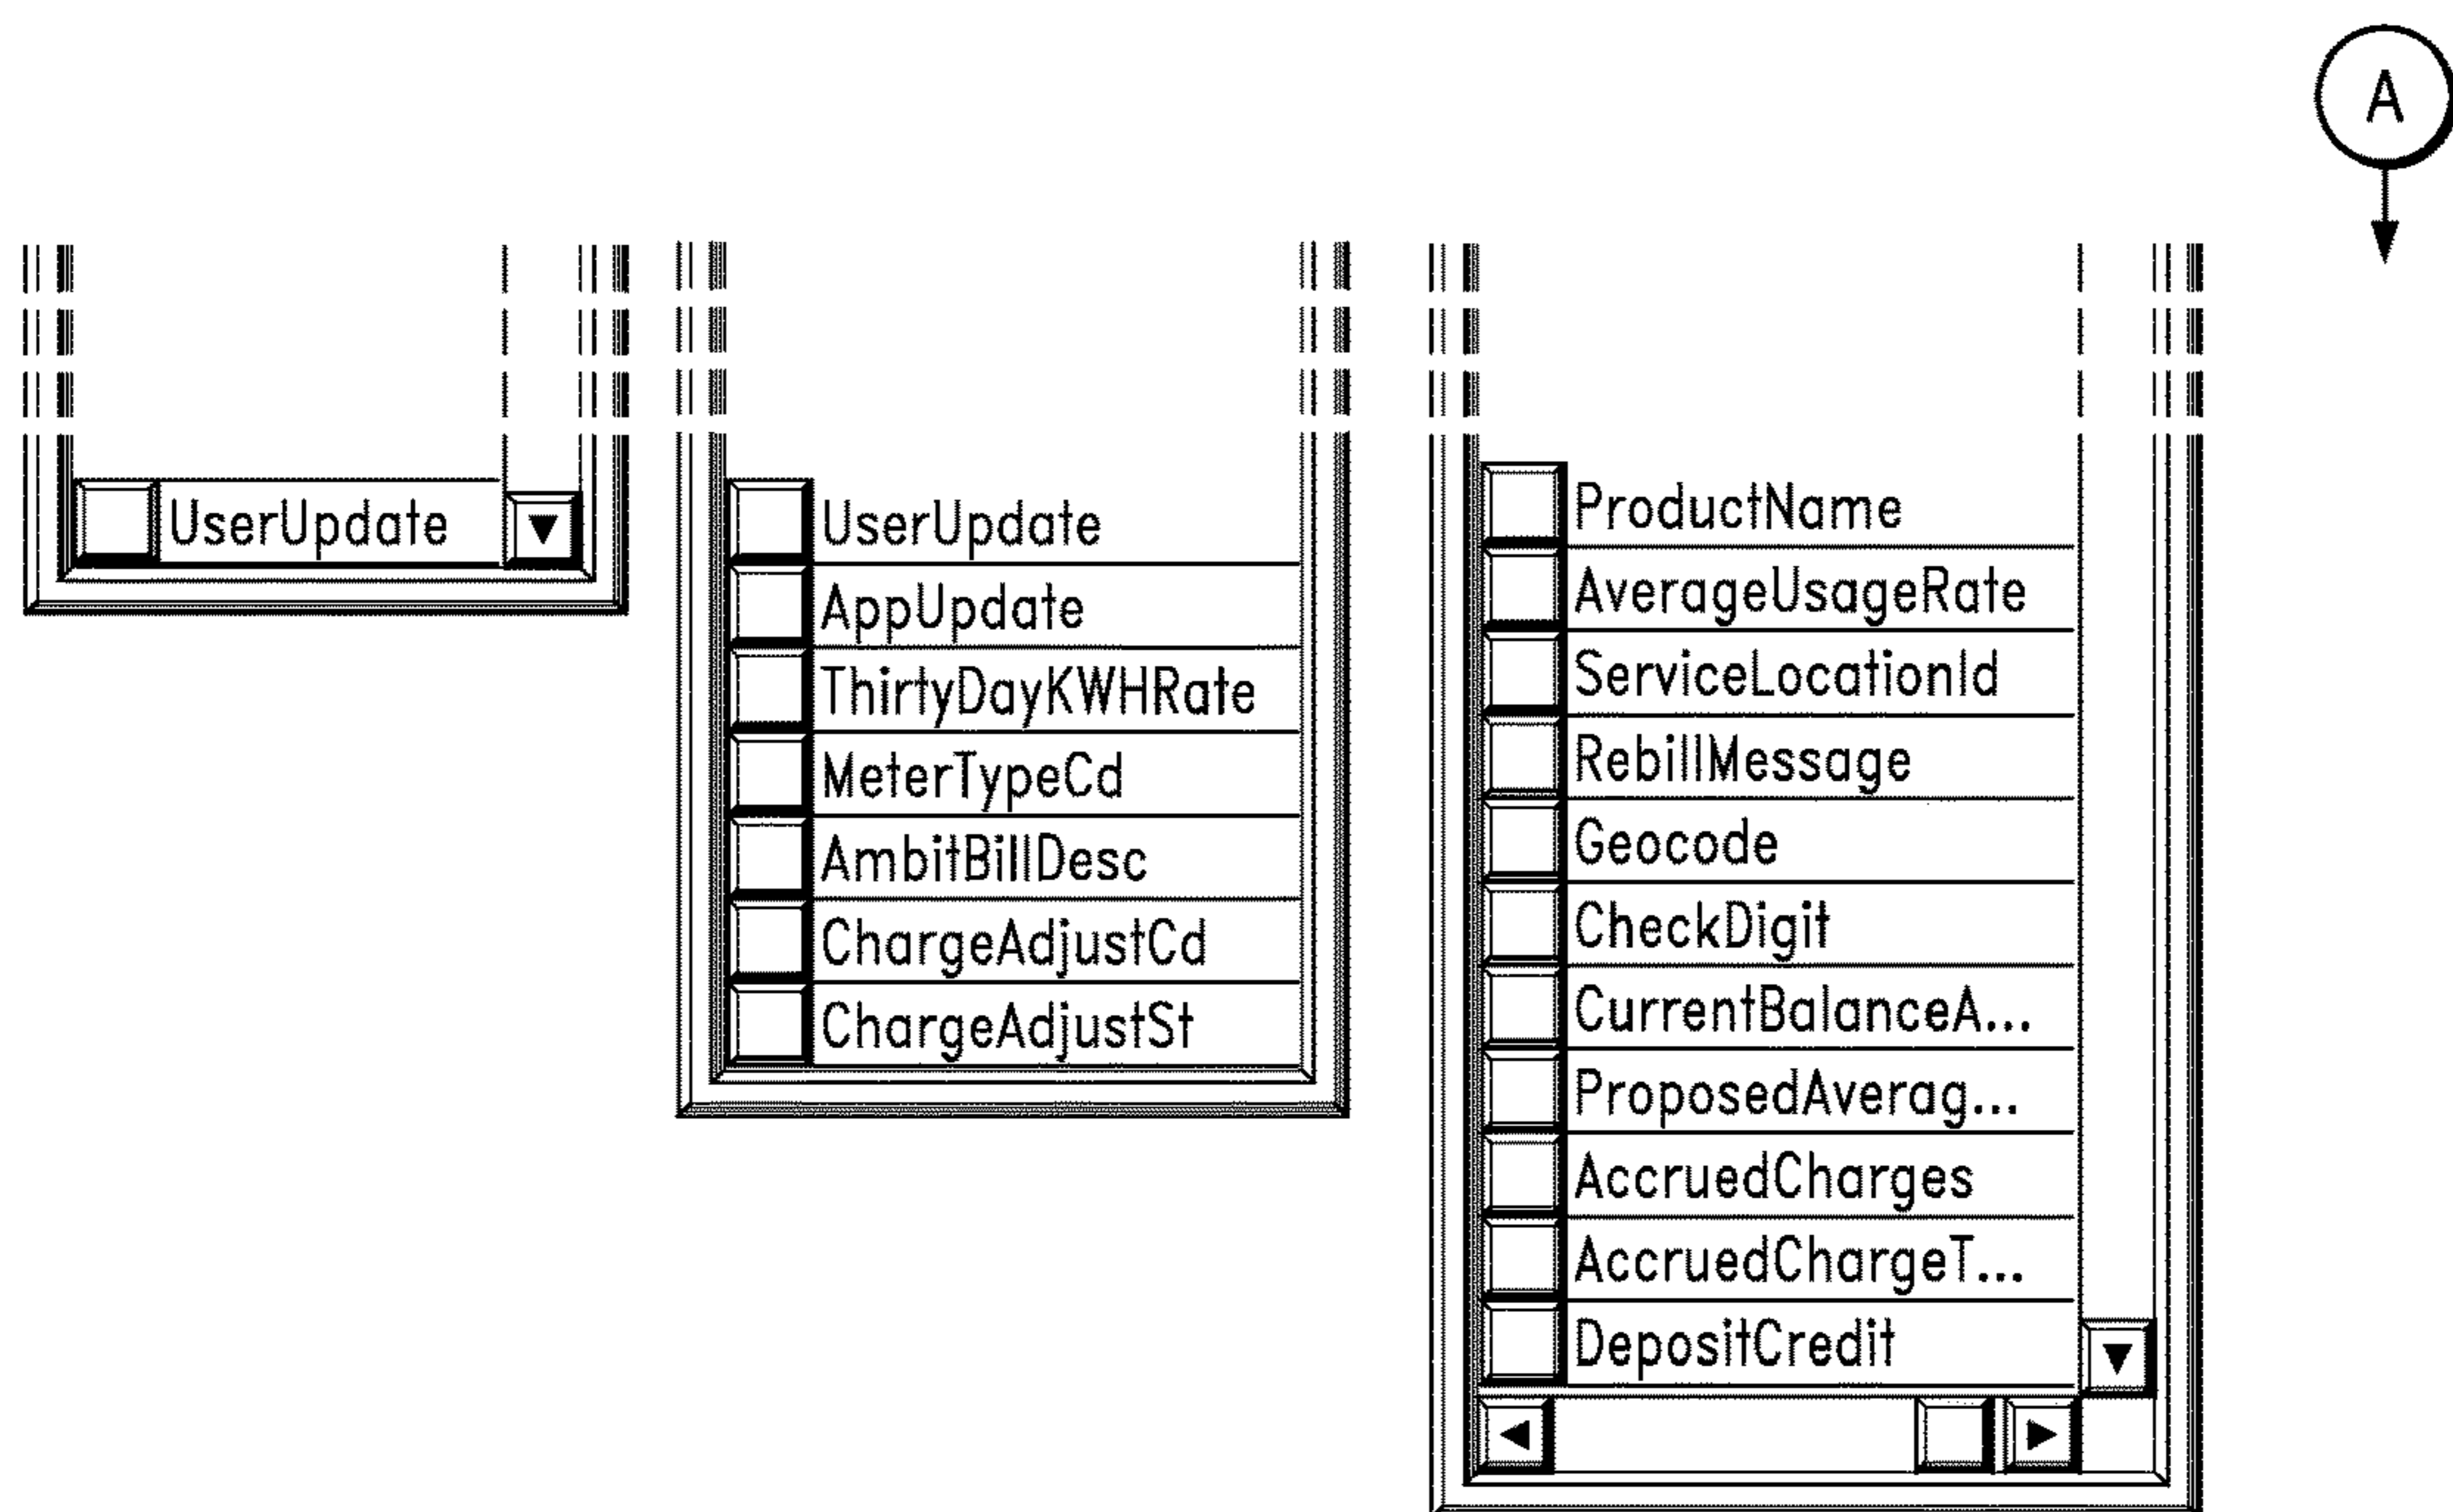 A
UserUpdate
UserUpdate
AppUpdate
ThirtyDayKWHRate
MeterTypeCd
AmbitBillDesc
ChargeAdjustCd
ChargeAdjustSt
ProductName
AverageUsageRate
ServiceLocationId
RebillMessage
Geocode
CheckDigit
CurrentBalanceA...
ProposedAverag...
AccruedCharges
AccruedChargeT...
DepositCredit